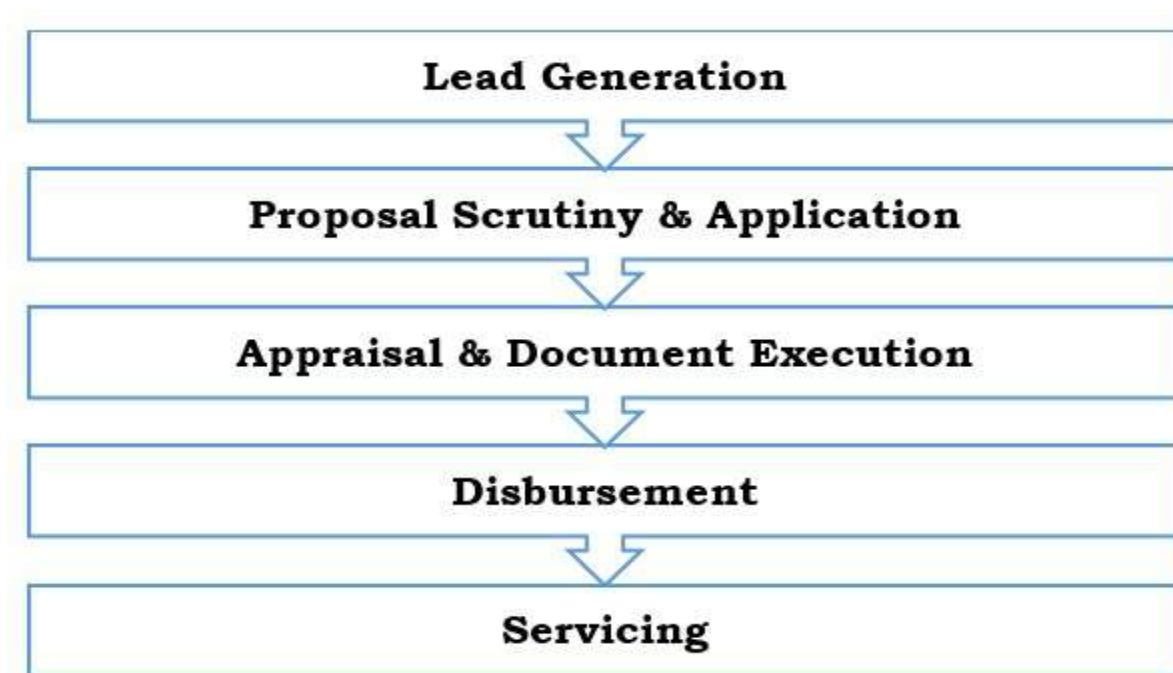 Lead Generation
Proposal Scrutiny & Application
Appraisal & Document Execution
Disbursement
Servicing